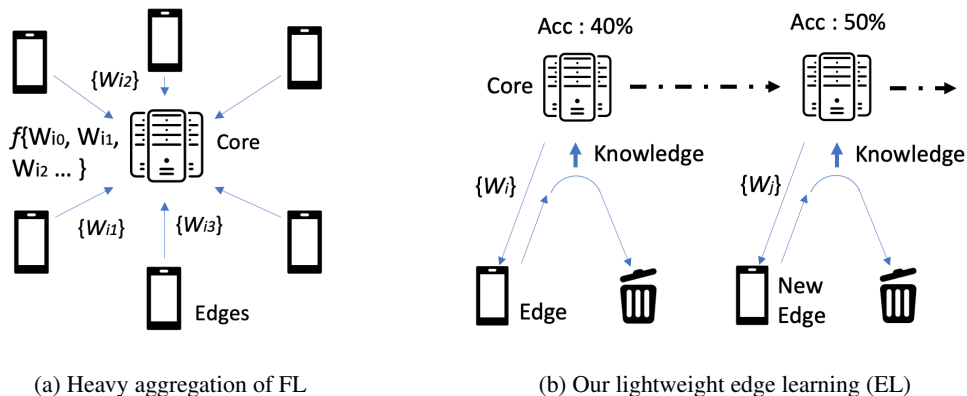 {Wi2}
f{Wi0, Wi1,
Wi2 ... }
Core
{Wi1}
{Wi3}
Edges
(a) Heavy aggregation of FL
Acc : 40%
Acc : 50%
Core
Knowledge
Knowledge
{Wi}
{Wj}
Edge
New
Edge
(b) Our lightweight edge learning (EL)